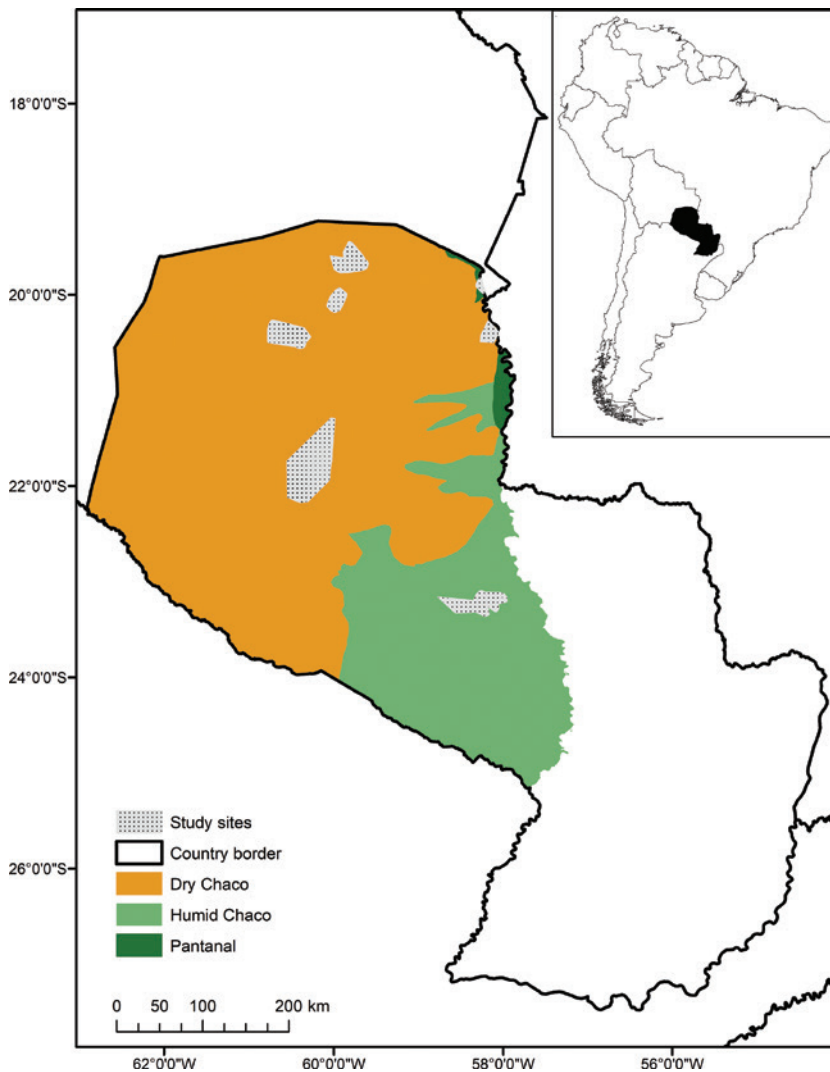 18°0'0"S
20°0'0"S
22°0'0"S
24°0'0"S
26°0'0"S
Study sites
Country border
Dry Chaco
Humid Chaco
Pantanal
0 50 100 200 km
62°0'0"W 60°0'0"W 58°0'0"W 56°0'0"W